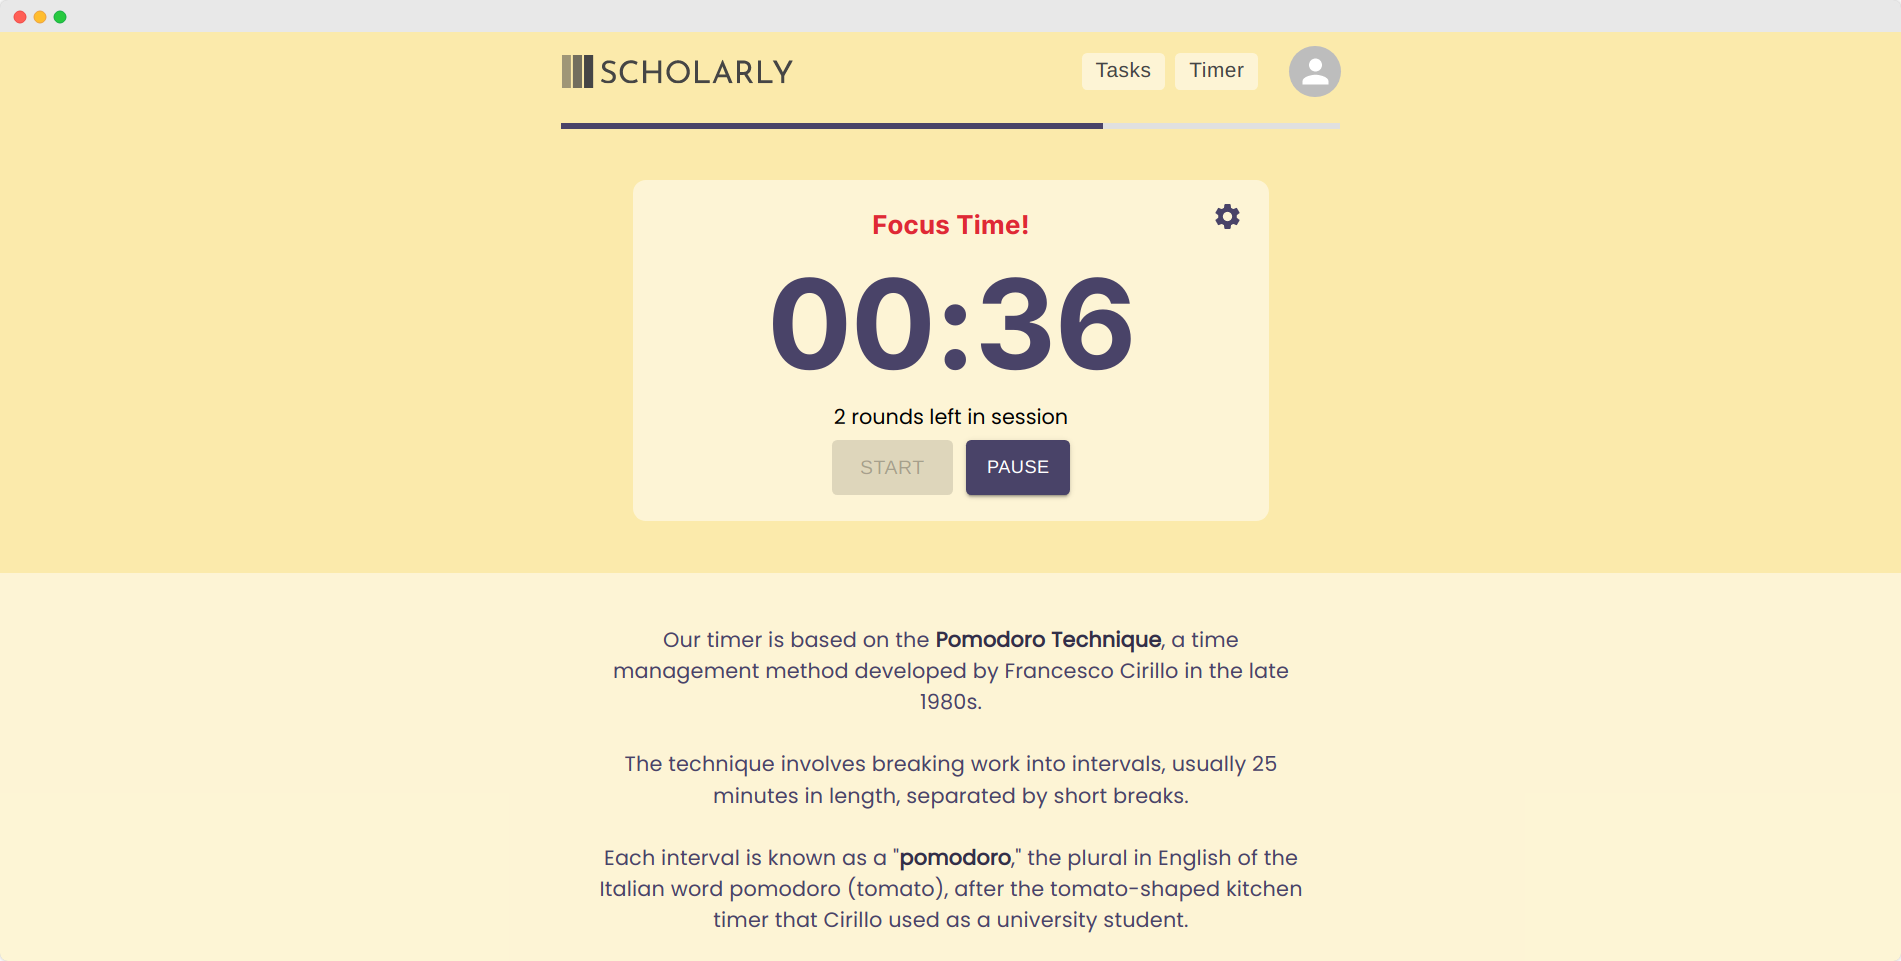 SCHOLARLY
Tasks
Timer
Focus Time!
00:36
2 rounds left in session
START
PAUSE
Our timer is based on the Pomodoro Technique, a time
management method developed by Francesco Cirillo in the late
1980s.
The technique involves breaking work into intervals, usually 25
minutes in length, separated by short breaks.
Each interval is known as a "pomodoro," the plural in English of the
Italian word pomodoro (tomato), after the tomato-shaped kitchen
timer that Cirillo used as a university student.